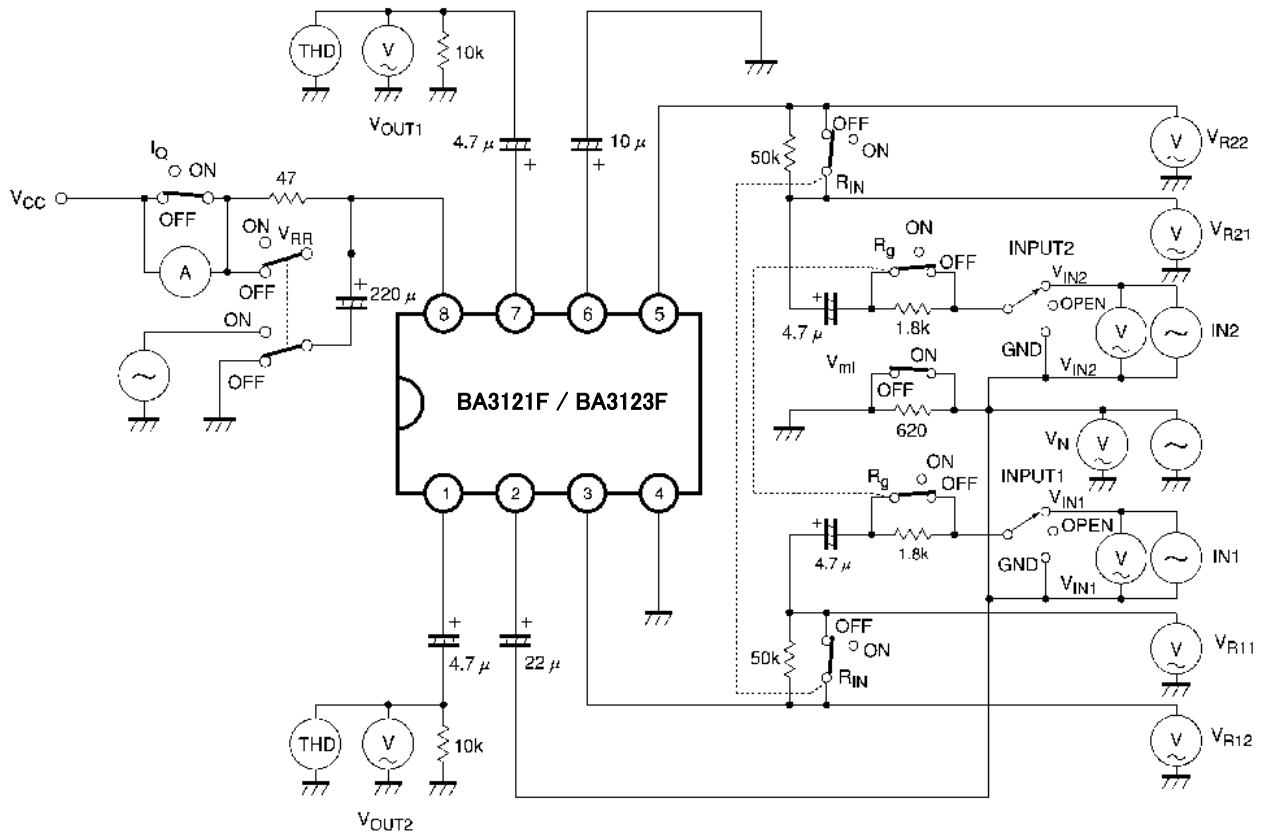 THD
V
10k
VOUT1
4.7 μ
+
10 μ
+
IQ
ON
VCC
OFF
47
A
ON
VRR
OFF
+
220 μ
ON
OFF
50k
OFF
ON
RIN
V
VR22
V
VR21
Rg
ON
OFF
INPUT2
VIN2
OPEN
+
4.7 μ
1.8k
GND
V
IN2
VIN2
8
7
6
5
BA3121F / BA3123F
1
2
3
4
Vml
ON
OFF
620
VN
V
Rg
ON
OFF
INPUT1
VIN1
OPEN
+
4.7 μ
1.8k
GND
V
IN1
VIN1
+
4.7 μ
+
22 μ
50k
OFF
ON
RIN
V
VR11
V
VR12
THD
V
10k
VOUT2